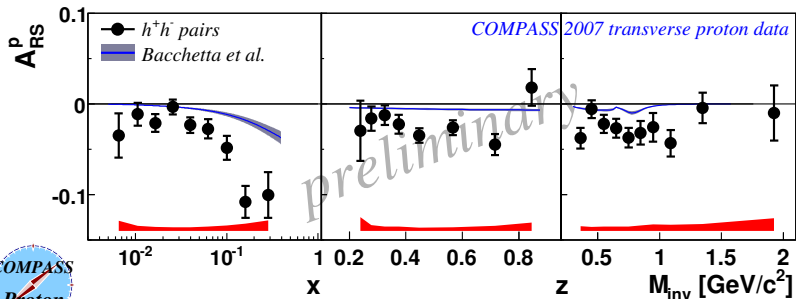 COMPASS 2007 transverse proton data
h⁺h⁻ pairs
Bacchetta et al.
A^p_RS
0.1
0
-0.1
preliminary
10⁻² 10⁻¹ 1
0.2 0.4 0.6 0.8
0.5 1 1.5 2
x
z
M_inv [GeV/c²]
COMPASS
Proton